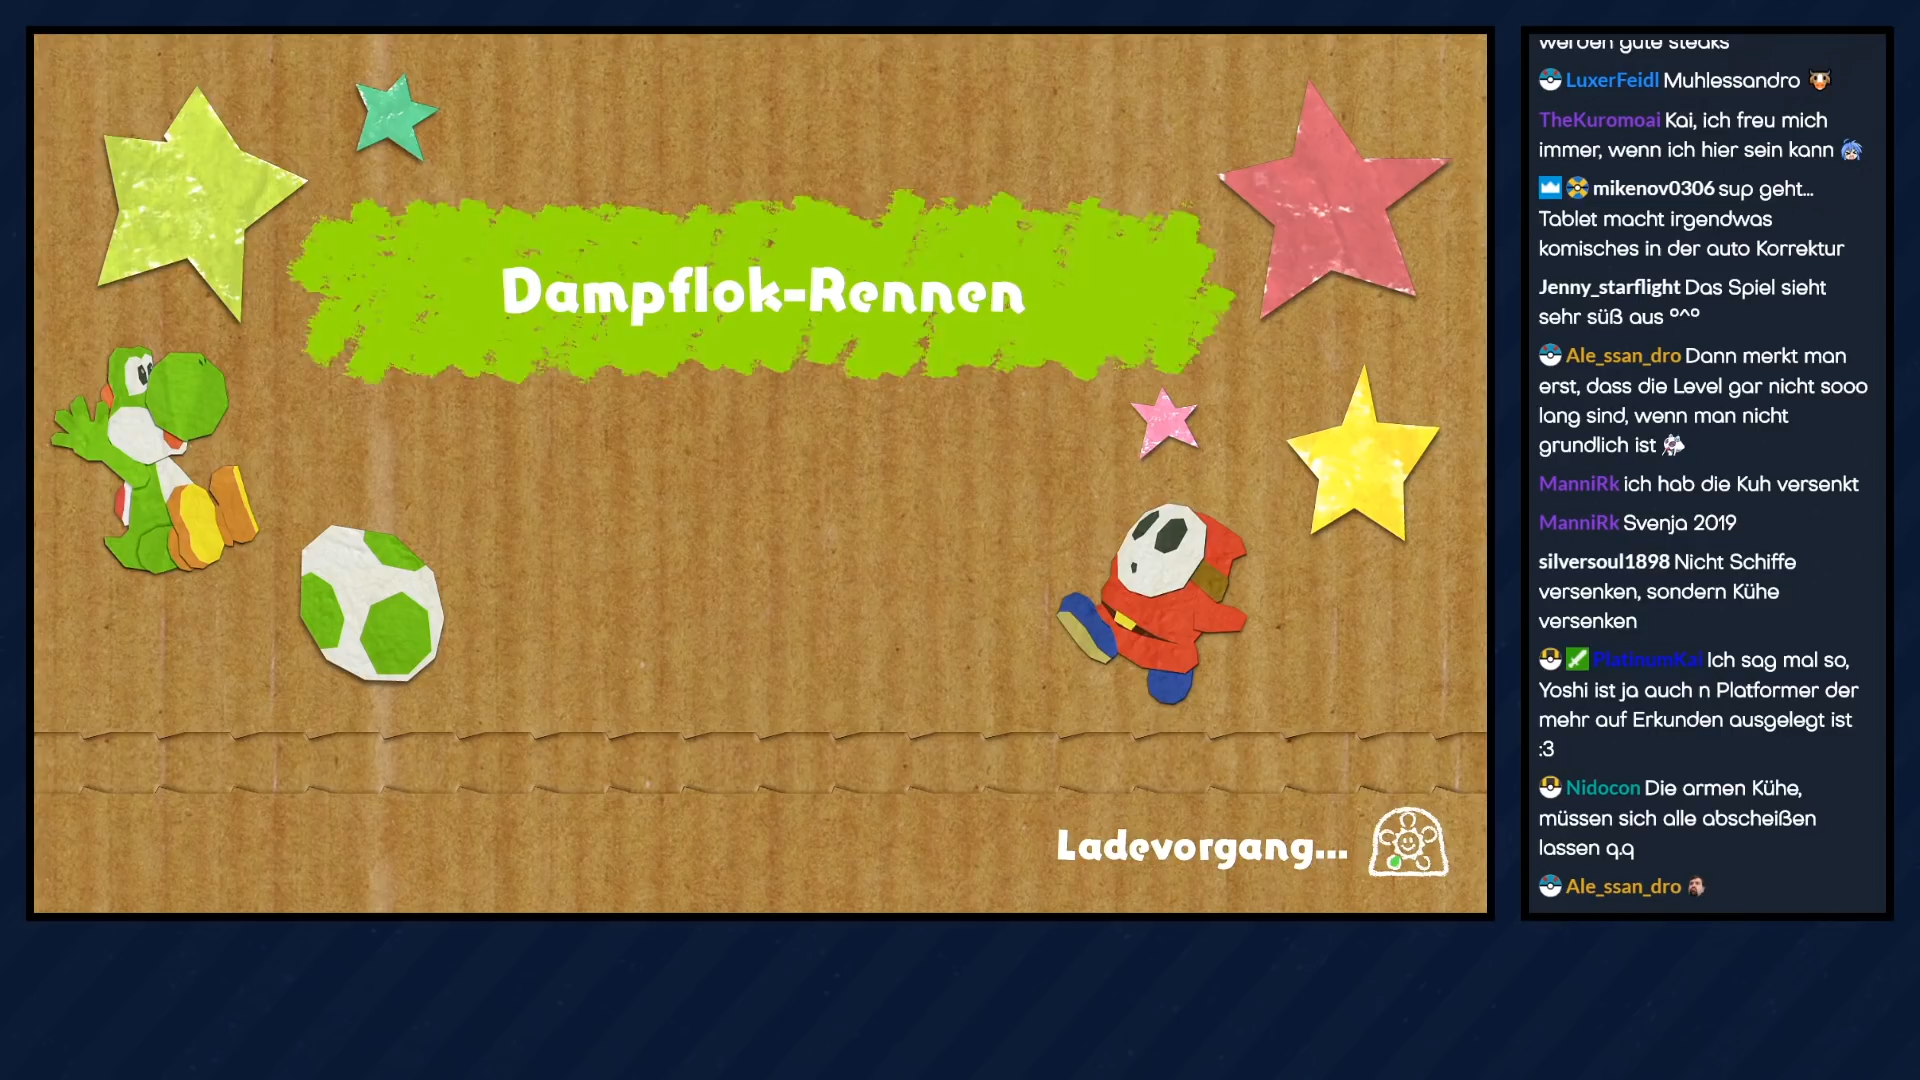 Dampflok-Rennen
Ladevorgang...
werden gute steaks
LuxerFeidl Muhlessandro
TheKuromoai Kai, ich freu mich
immer, wenn ich hier sein kann
mikenov0306 sup geht...
Tablet macht irgendwas
komisches in der auto Korrektur
Jenny_starflight Das Spiel sieht
sehr süß aus °^°
Ale_ssan_dro Dann merkt man
erst, dass die Level gar nicht sooo
lang sind, wenn man nicht
grundlich ist
ManniRk ich hab die Kuh versenkt
ManniRk Svenja 2019
silversoul1898 Nicht Schiffe
versenken, sondern Kühe
versenken
PlatinumKai Ich sag mal so,
Yoshi ist ja auch n Platformer der
mehr auf Erkunden ausgelegt ist
:3
Nidocon Die armen Kühe,
müssen sich alle abscheißen
lassen q.q
Ale_ssan_dro